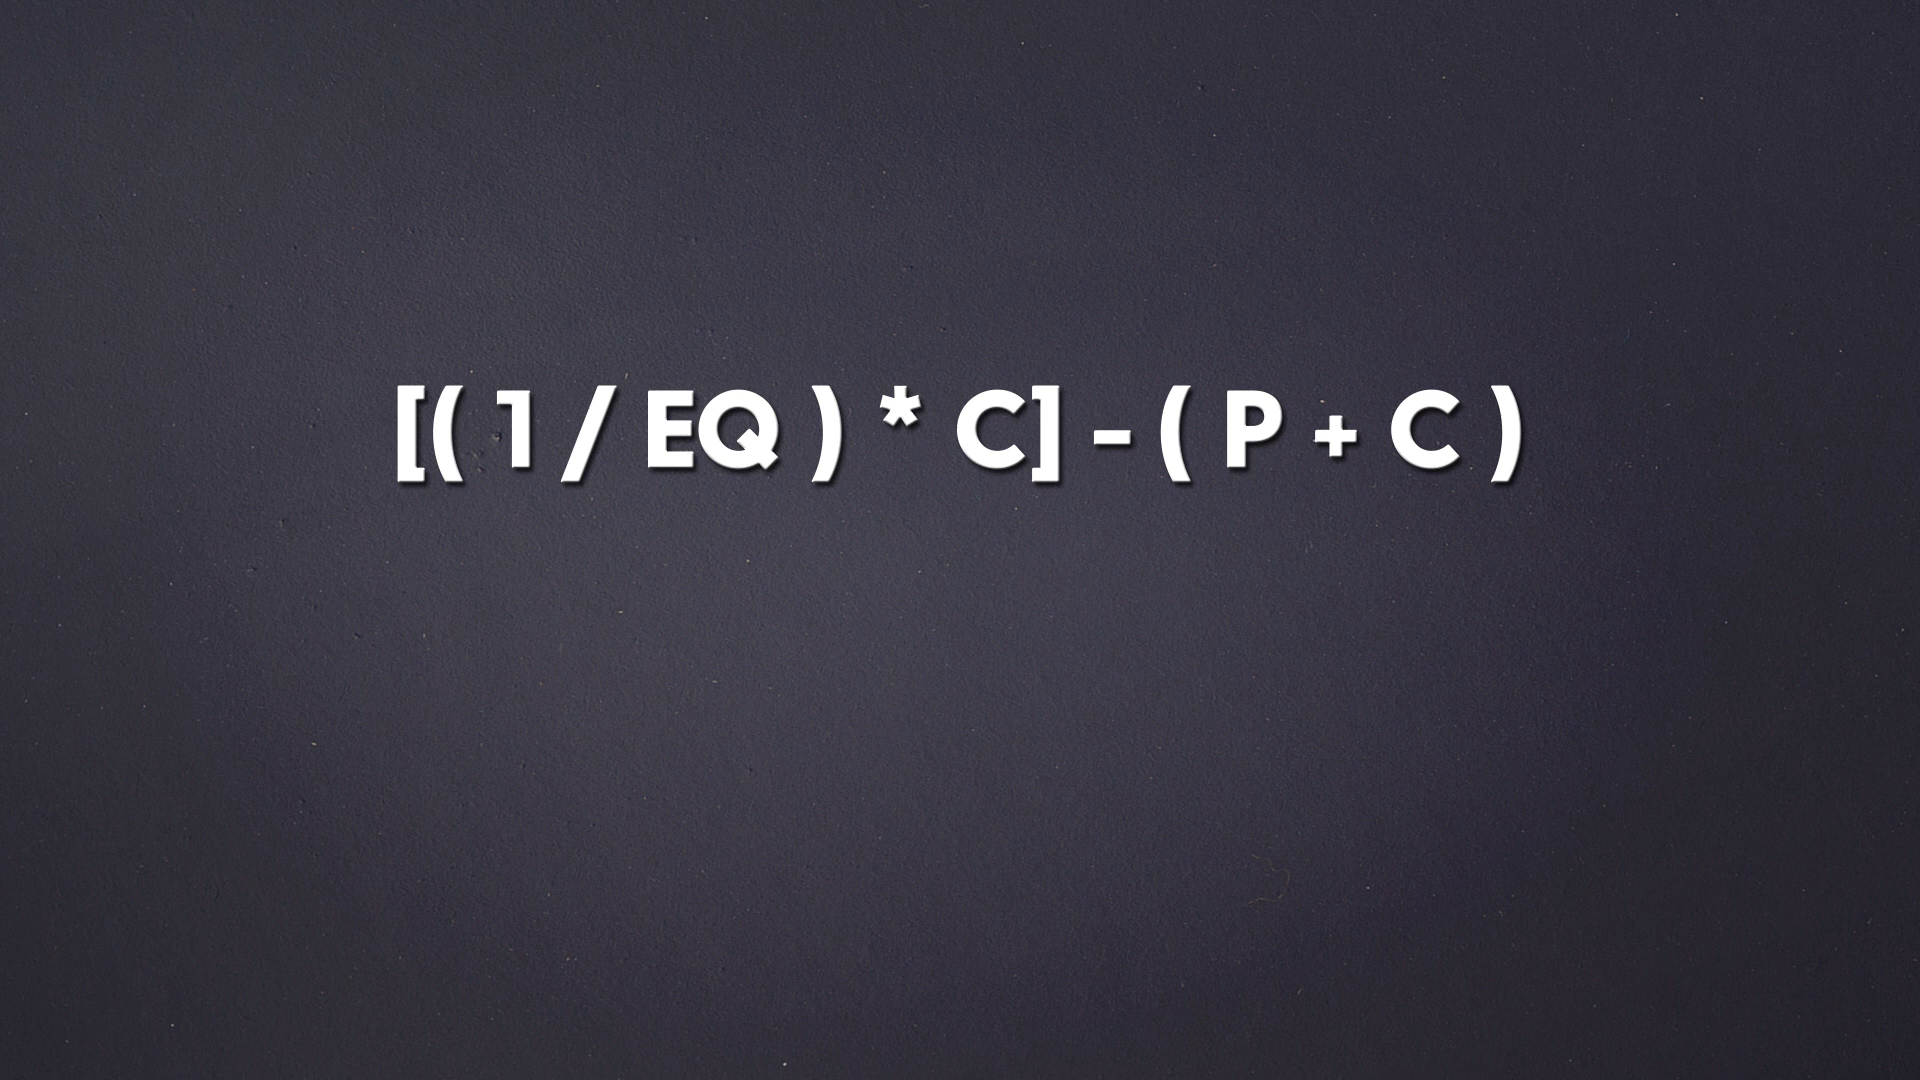 [( 1 / EQ ) * C] - ( P + C )